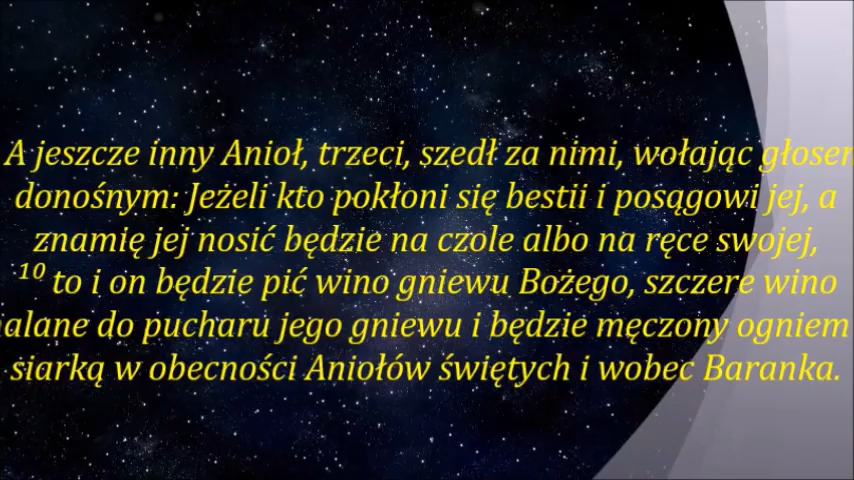 A jeszcze inny Anioł, trzeci, szedł za nimi, wołając głosem
donośnym: Jeżeli kto pokłoni się bestii i posągowi jej, a
znamię jej nosić będzie na czole albo na ręce swojej,
¹⁰ to i on będzie pić wino gniewu Bożego, szczere wino
alane do pucharu jego gniewu i będzie męczony ogniem
siarką w obecności Aniołów świętych i wobec Baranka.